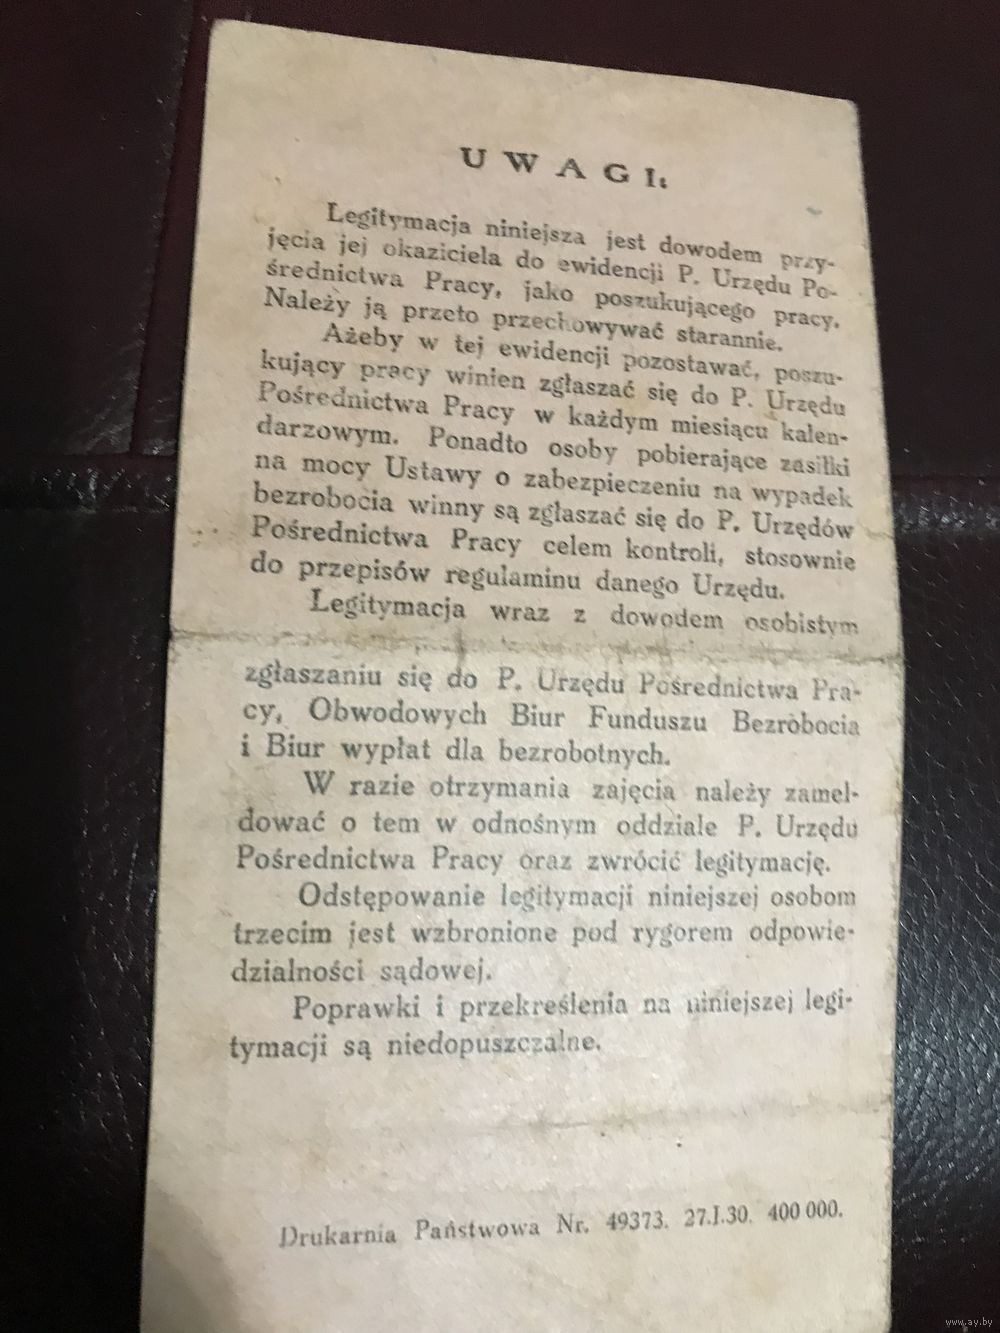 UWAGI:
Legitymacja niniejsza jest dowodem przy-
jęcia jej okaziciela do ewidencji P. Urzędu Po-
średnictwa Pracy, jako poszukującego pracy.
Należy ją przeto przechowywać starannie.
Ażeby w tej ewidencji pozostawać, poszu-
kujący pracy winien zgłaszać się do P. Urzędu
Pośrednictwa Pracy w każdym miesiącu kalen-
darzowym. Ponadto osoby pobierające zasiłki
na mocy Ustawy o zabezpieczeniu na wypadek
bezrobocia winny są zgłaszać się do P. Urzędów
Pośrednictwa Pracy celem kontroli, stosownie
do przepisów regulaminu danego Urzędu.
Legitymacja wraz z dowodem osobistym
zgłaszaniu się do P. Urzędu Pośrednictwa Pra-
cy, Obwodowych Biur Funduszu Bezrobocia
i Biur wypłat dla bezrobotnych.
W razie otrzymania zajęcia należy zamel-
dować o tem w odnośnym oddziale P. Urzędu
Pośrednictwa Pracy oraz zwrócić legitymację.
Odstępowanie legitymacji niniejszej osobom
trzecim jest wzbronione pod rygorem odpowie-
dzialności sądowej.
Poprawki i przekreślenia na niniejszej legi-
tymacji są niedopuszczalne.
Drukarnia Państwowa Nr. 49373. 27.I.30. 400 000.
www.ay.by